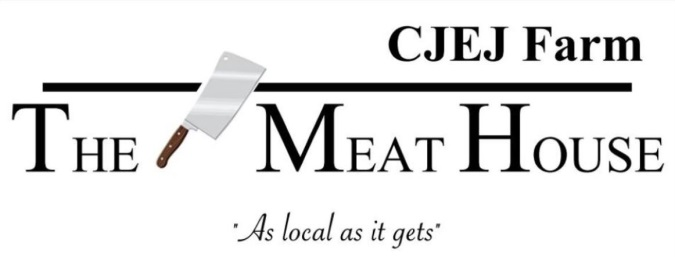 CJEJ Farm
THE MEAT HOUSE
"As local as it gets"